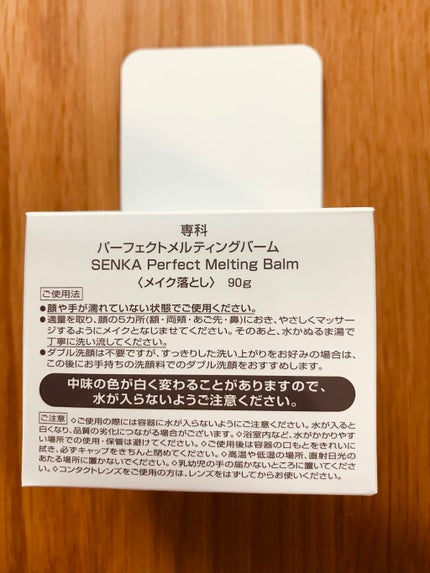 専科
パーフェクトメルティングバーム
SENKA Perfect Melting Balm
〈メイク落とし〉 90g
ご使用法
●顔や手が濡れていない状態でご使用ください。
●適量を取り、顔の5カ所(額・両頬・あご先・鼻)におき、やさしくマッサー
ジするようにメイクとなじませてください。そのあと、水かぬるま湯で
丁寧に洗い流してください。
●ダブル洗顔は不要ですが、すっきりした洗い上がりをお好みの場合は、
この後にお手持ちの洗顔料でのダブル洗顔をおすすめします。
中味の色が白く変わることがありますので、
水が入らないようご注意ください。
ご注意 ◇ご使用の際には容器に水が入らないようにご注意ください。水が入ると
白くなり、品質の劣化につながる場合がございます。◇浴室内など、水がかかりやす
い場所での使用・保管は避けてください。◇使用後は容器の口もとをきれいに
拭き、必ずキャップをきちんと閉めてください。◇高温や低温の場所、直射日光の
あたる場所に置かないでください。◇乳幼児の手の届かないところに置いてくださ
い。◇コンタクトレンズをご使用の方は、レンズをはずしてからお使いください。